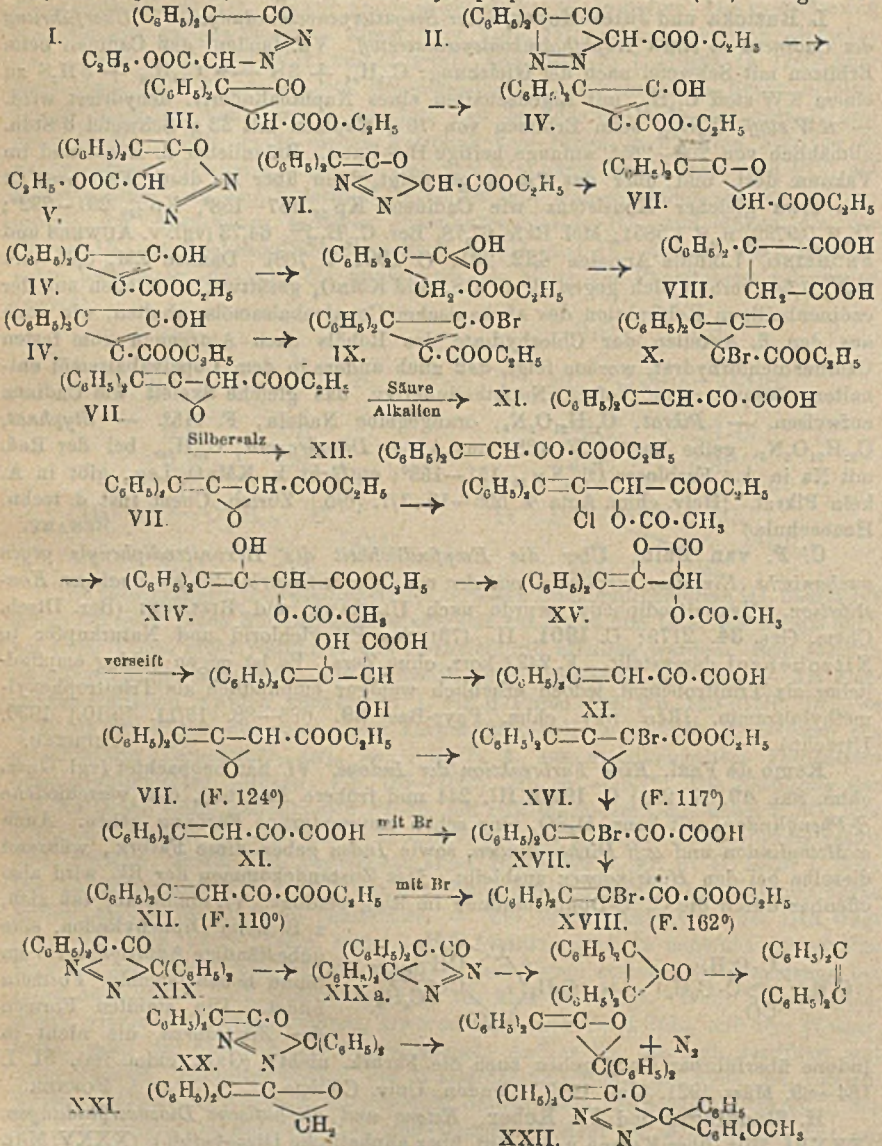 (C₆H₅)₂C——CO (C₆H₅)₂C—CO
I. | >N II. | >CH·COO·C₂H₅ —→
C₂H₅·OOC·CH—N N=N
(C₆H₅)₂C——CO —→ (C₆H₅)₂C——C·OH
III. CH·COO·C₂H₅ IV. C·COO·C₂H₅
(C₆H₅)₂C=C-O (C₆H₅)₂C=C-O (C₆H₅)₂C=C—O
C₂H₅·OOC·CH N N< >CH·COOC₂H₅ → VII. CH·COOC₂H₅
V. N VI. N
(C₆H₅)₂C——C·OH —→ (C₆H₅)₂C—C<OH O —→ (C₆H₅)₂·C——COOH
IV. C·COOC₂H₅ CH₂·COOC₂H₅ VIII. CH₂—COOH
(C₆H₅)₂C——C·OH —→ (C₆H₅)₂C——C·OBr (C₆H₅)₂C—C=O
IV. C·COOC₂H₅ IX. C·COOC₂H₅ X. CBr·COOC₂H₅
(C₆H₅)₂C=C—CH·COOC₂H₅ Säure
VII. O Alkalien → XI. (C₆H₅)₂C=CH·CO·COOH
Silbersalz → XII. (C₆H₅)₂C=CH·CO·COOC₂H₅
(C₆H₅)₂C=C—CH·COOC₂H₅ —→ (C₆H₅)₂C=C—CH—COOC₂H₅
VII. O Cl O·CO·CH₃
OH O—CO
—→ (C₆H₅)₂C=C—CH—COOC₂H₅ —→ (C₆H₅)₂C=C—CH
XIV. O·CO·CH₃ XV. O·CO·CH₃
OH COOH
verseift → (C₆H₅)₂C=C—CH —→ (C₆H₅)₂C=CH·CO·COOH
OH XI.
(C₆H₅)₂C=C—CH·COOC₂H₅ —→ (C₆H₅)₂C=C—CBr·COOC₂H₅
O O
VII. (F. 124⁰) XVI. ↓ (F. 117⁰)
(C₆H₅)₂C=CH·CO·COOH mit Br → (C₆H₅)₂C=CBr·CO·COOH
XI. XVII. ↓
(C₆H₅)₂C=CH·CO·COOC₂H₅ mit Br → (C₆H₅)₂C=CBr·CO·COOC₂H₅
XII. (F. 110⁰) XVIII. (F. 162⁰)
(C₆H₅)₂C·CO (C₆H₅)₂C·CO (C₆H₅)₂C (C₆H₅)₂C
N< >C(C₆H₅)₂ —→ (C₆H₅)₂C< >N —→ | >CO —→ ||
N XIX XIXa. N (C₆H₅)₂C (C₆H₅)₂C
C₆H₅)₂C=C·O (C₆H₅)₂C=C—O
N< >C(C₆H₅)₂ —→ + N₂
XX. N C(C₆H₅)₂
XXI. (C₆H₅)₂C=C——O (CH₅)₂C=C·O
CH₂ N< >C<C₆H₅ C₆H₄OCH₃
XXII. N